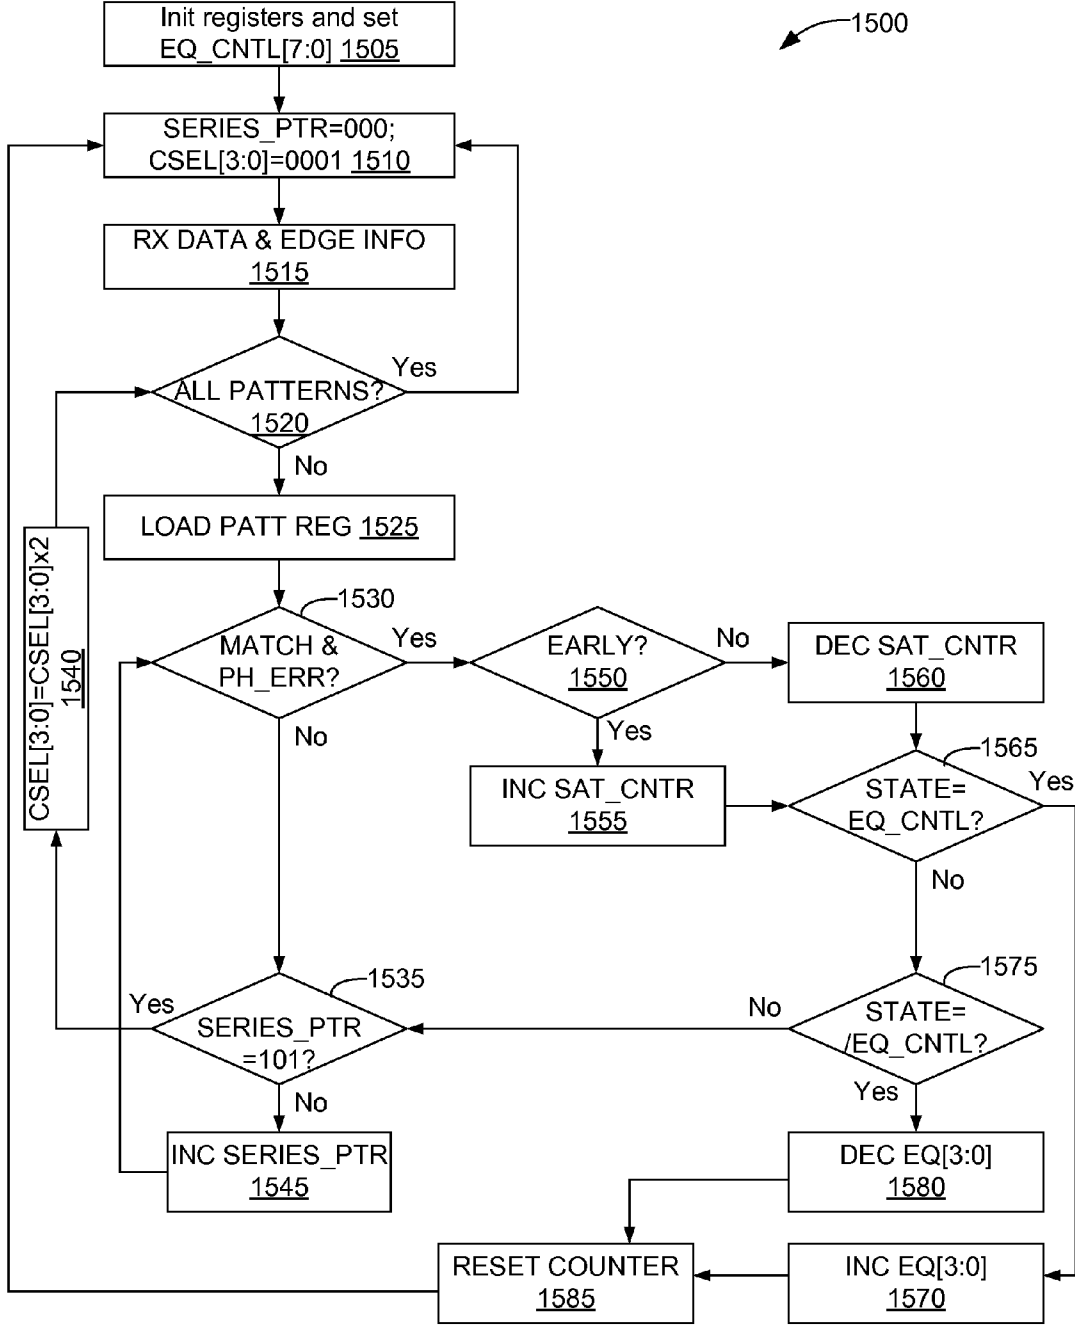 1500
Init registers and set
EQ_CNTL[7:0] 1505
SERIES_PTR=000;
CSEL[3:0]=0001 1510
RX DATA & EDGE INFO
1515
ALL PATTERNS?
1520
Yes
No
LOAD PATT REG 1525
CSEL[3:0]=CSEL[3:0]x2
1540
1530
MATCH &
PH_ERR?
Yes
No
EARLY?
1550
No
Yes
DEC SAT_CNTR
1560
INC SAT_CNTR
1555
1565
STATE=
EQ_CNTL?
Yes
No
1535
SERIES_PTR
=101?
Yes
No
1575
STATE=
/EQ_CNTL?
No
Yes
INC SERIES_PTR
1545
DEC EQ[3:0]
1580
RESET COUNTER
1585
INC EQ[3:0]
1570